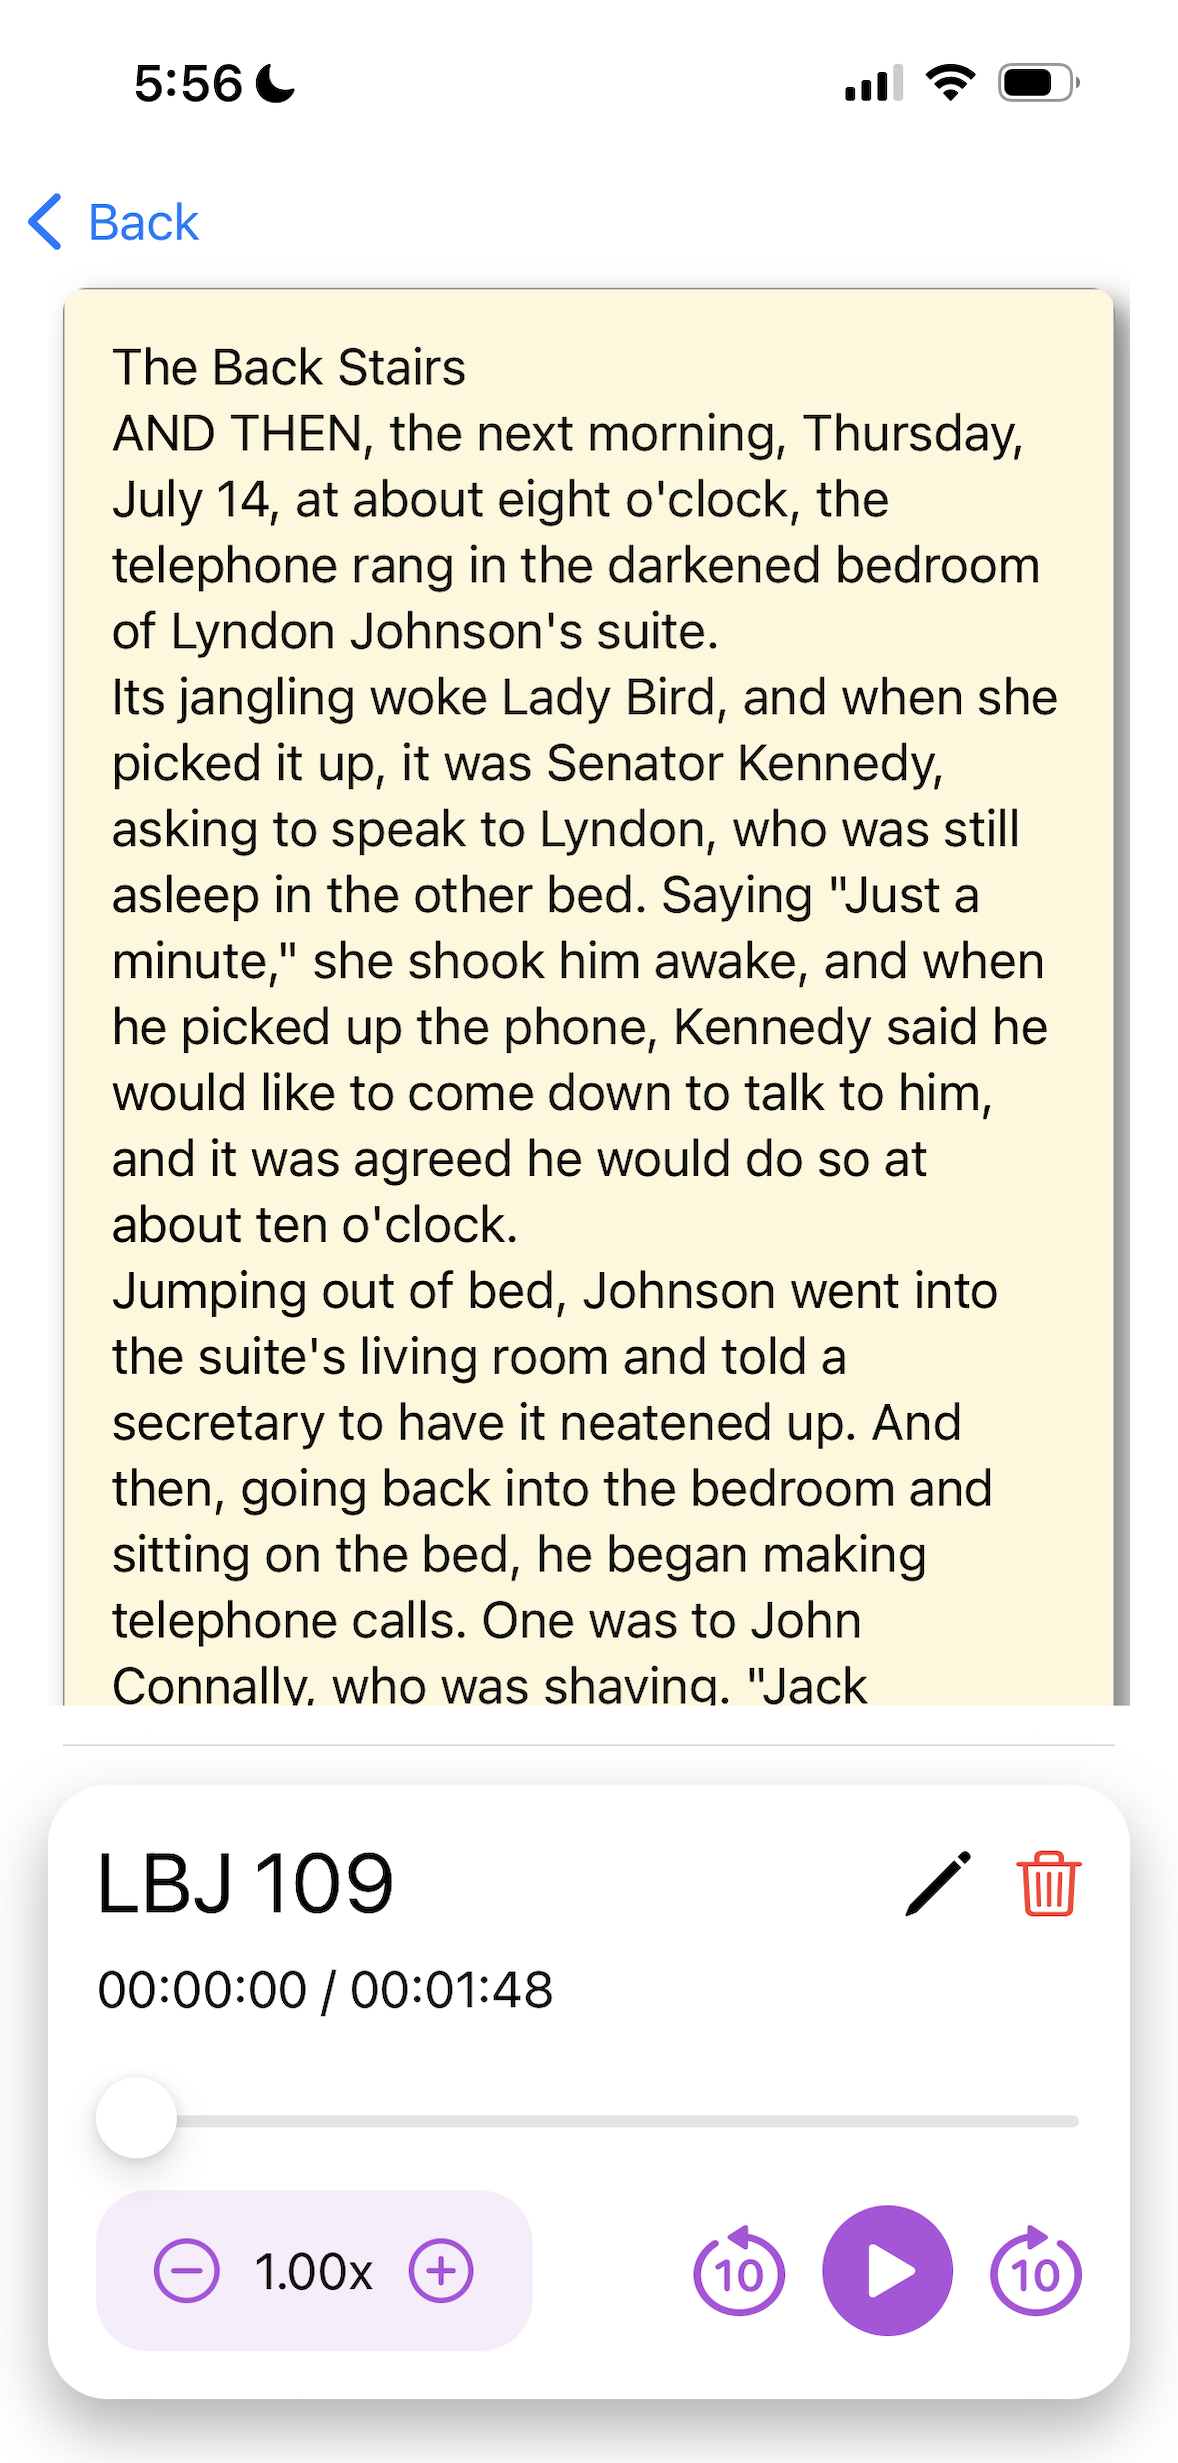 5:56
Back
The Back Stairs
AND THEN, the next morning, Thursday,
July 14, at about eight o'clock, the
telephone rang in the darkened bedroom
of Lyndon Johnson's suite.
Its jangling woke Lady Bird, and when she
picked it up, it was Senator Kennedy,
asking to speak to Lyndon, who was still
asleep in the other bed. Saying "Just a
minute," she shook him awake, and when
he picked up the phone, Kennedy said he
would like to come down to talk to him,
and it was agreed he would do so at
about ten o'clock.
Jumping out of bed, Johnson went into
the suite's living room and told a
secretary to have it neatened up. And
then, going back into the bedroom and
sitting on the bed, he began making
telephone calls. One was to John
Connally, who was shaving. "Jack
LBJ 109
00:00:00 / 00:01:48
1.00x
10
10